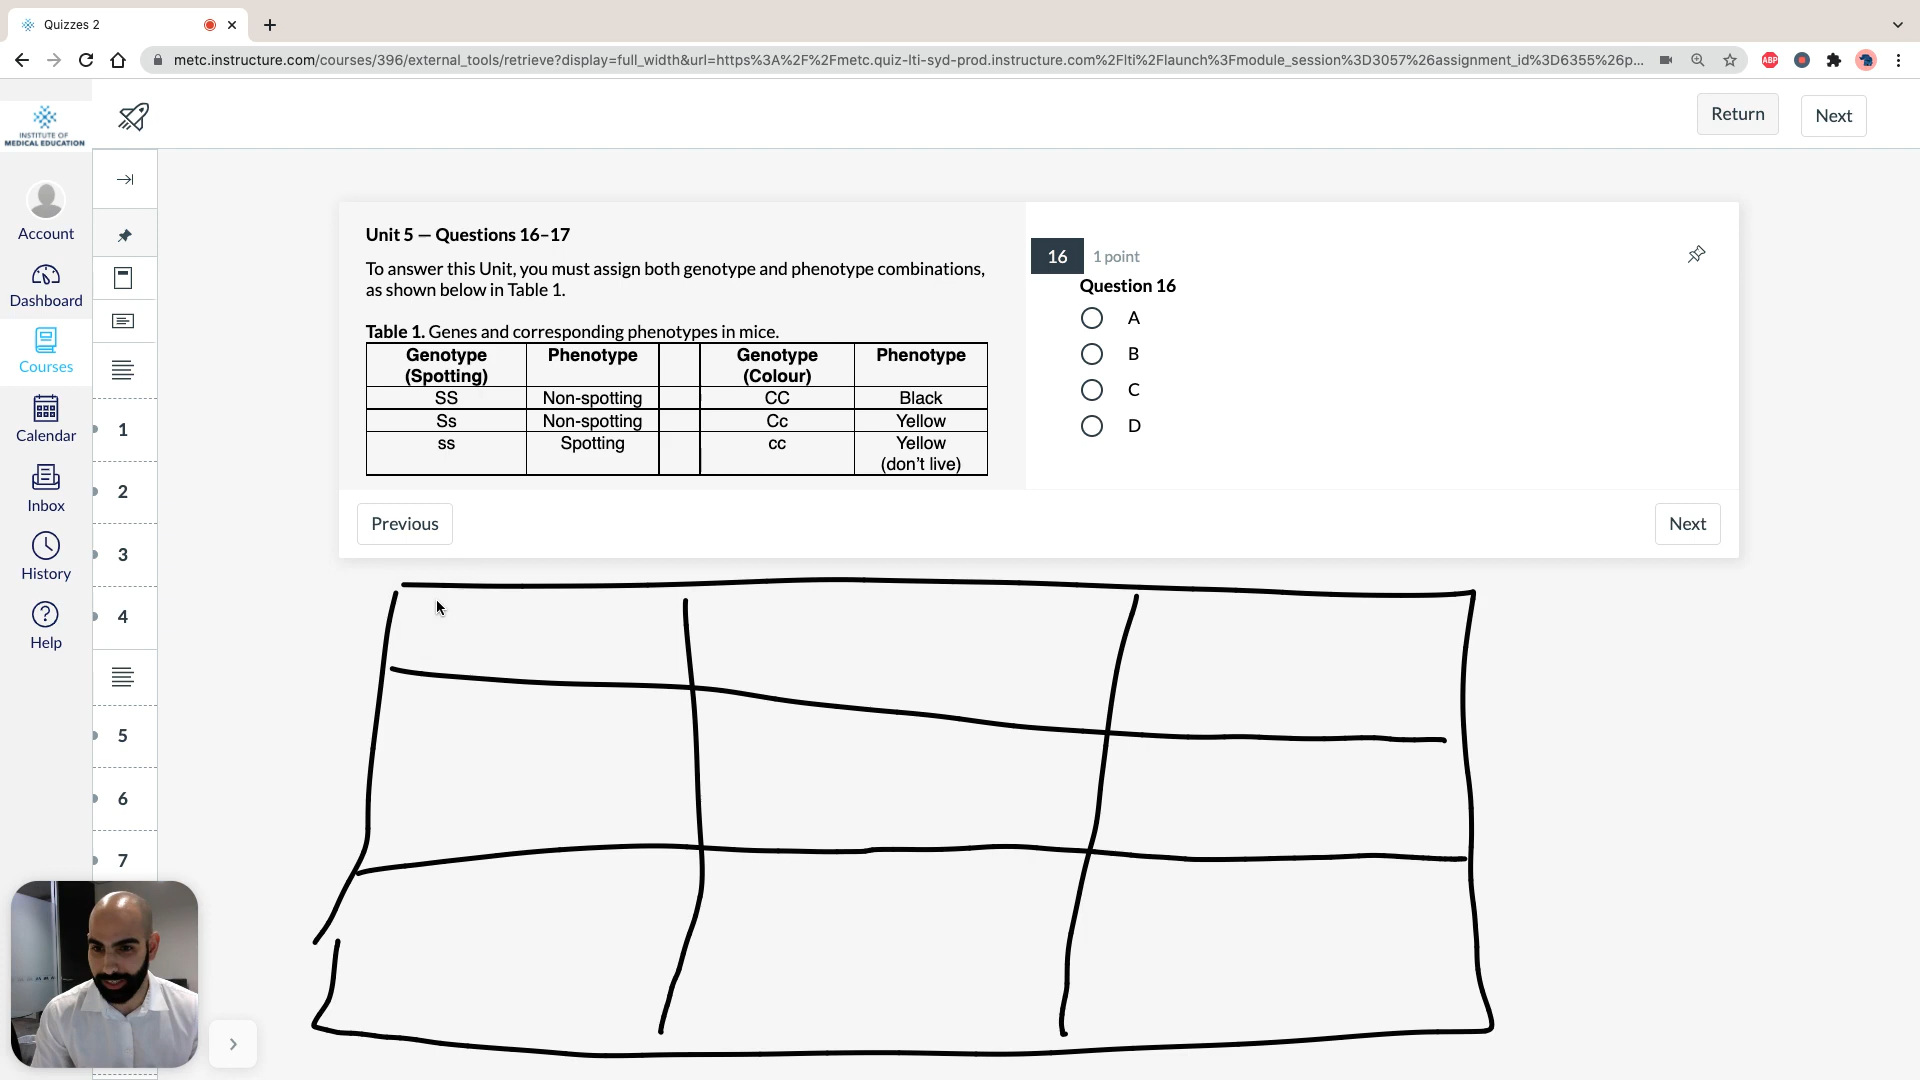 Quizzes 2
metc.instructure.com/courses/396/external_tools/retrieve?display=full_width&url=https%3A%2F%2Fmetc.quiz-lti-syd-prod.instructure.com%2Flti%2Flaunch%3Fmodule_session%3D3057%26assignment_id%3D6355%26p...
ABP
INSTITUTE OF
MEDICAL EDUCATION
Return
Next
Account
Dashboard
Courses
Calendar
Inbox
History
Help
1
2
3
4
5
6
7
Unit 5 – Questions 16–17
To answer this Unit, you must assign both genotype and phenotype combinations,
as shown below in Table 1.
Table 1. Genes and corresponding phenotypes in mice.
Genotype (Spotting) Phenotype Genotype (Colour) Phenotype
SS Non-spotting CC Black
Ss Non-spotting Cc Yellow
ss Spotting cc Yellow
(don't live)
16 1 point
Question 16
A
B
C
D
Previous
Next